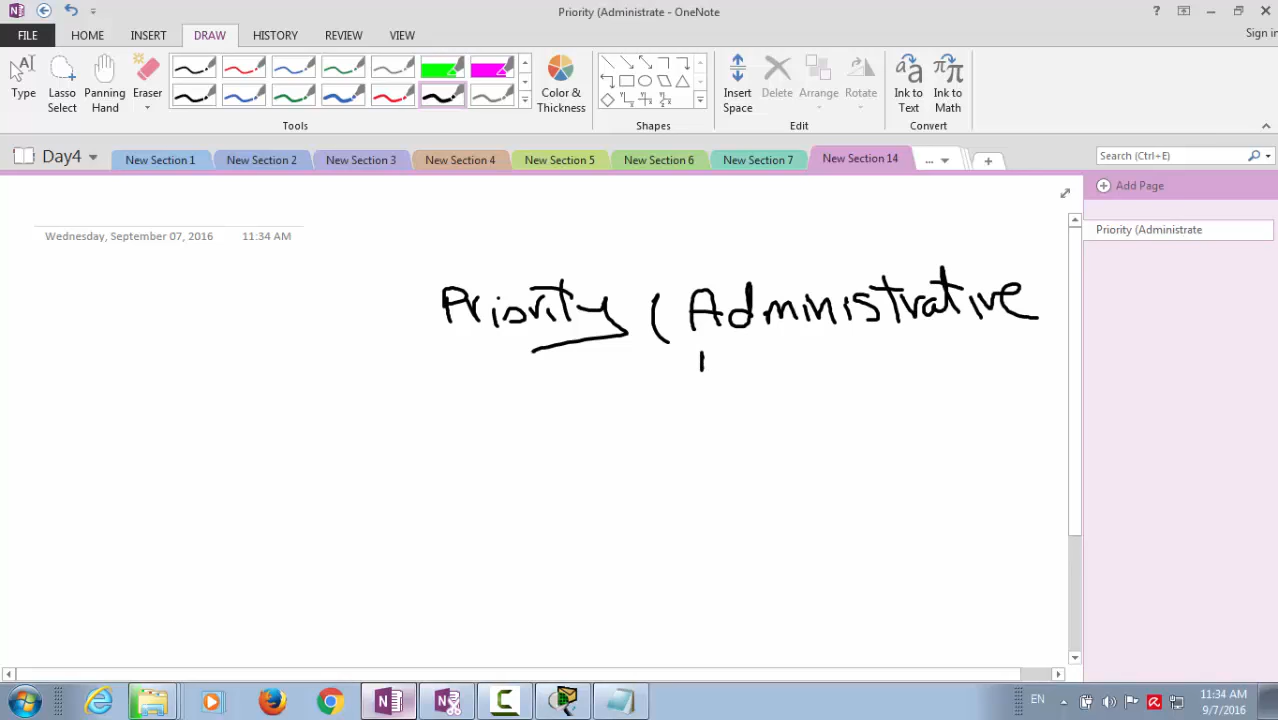 Priority (Administrate - OneNote
FILE HOME INSERT DRAW HISTORY REVIEW VIEW
Sign in
Type
Lasso Select
Panning Hand
Eraser
Color & Thickness
Insert Space
Delete
Arrange
Rotate
Ink to Text
Ink to Math
Tools
Shapes
Edit
Convert
Day4
New Section 1
New Section 2
New Section 3
New Section 4
New Section 5
New Section 6
New Section 7
New Section 14
...
Search (Ctrl+E)
Add Page
Priority (Administrate
Wednesday, September 07, 2016 11:34 AM
Priority (Administrative
EN
11:34 AM
9/7/2016